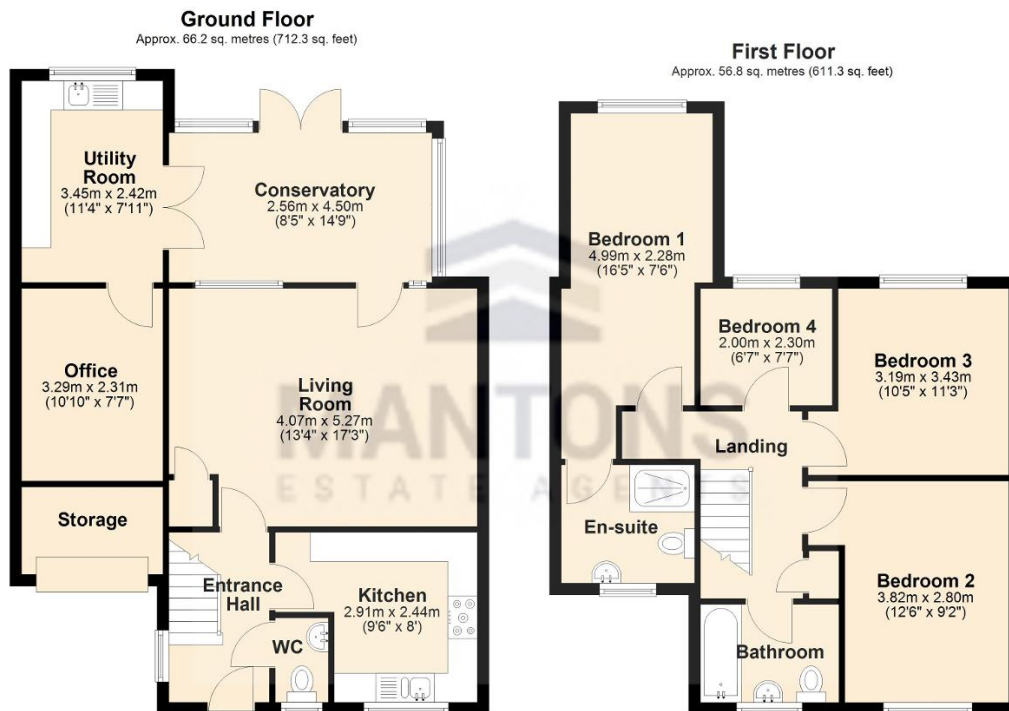 Ground Floor
Approx. 66.2 sq. metres (712.3 sq. feet)
Utility
Room
3.45m x 2.42m
(11'4" x 7'11")
Conservatory
2.56m x 4.50m
(8'5" x 14'9")
Office
3.29m x 2.31m
(10'10" x 7'7")
Living
Room
4.07m x 5.27m
(13'4" x 17'3")
Storage
Entrance
Hall
Kitchen
2.91m x 2.44m
(9'6" x 8')
WC
First Floor
Approx. 56.8 sq. metres (611.3 sq. feet)
Bedroom 1
4.99m x 2.28m
(16'5" x 7'6")
Bedroom 4
2.00m x 2.30m
(6'7" x 7'7")
Bedroom 3
3.19m x 3.43m
(10'5" x 11'3")
Landing
En-suite
Bedroom 2
3.82m x 2.80m
(12'6" x 9'2")
Bathroom
MANTONS
ESTATE AGENTS